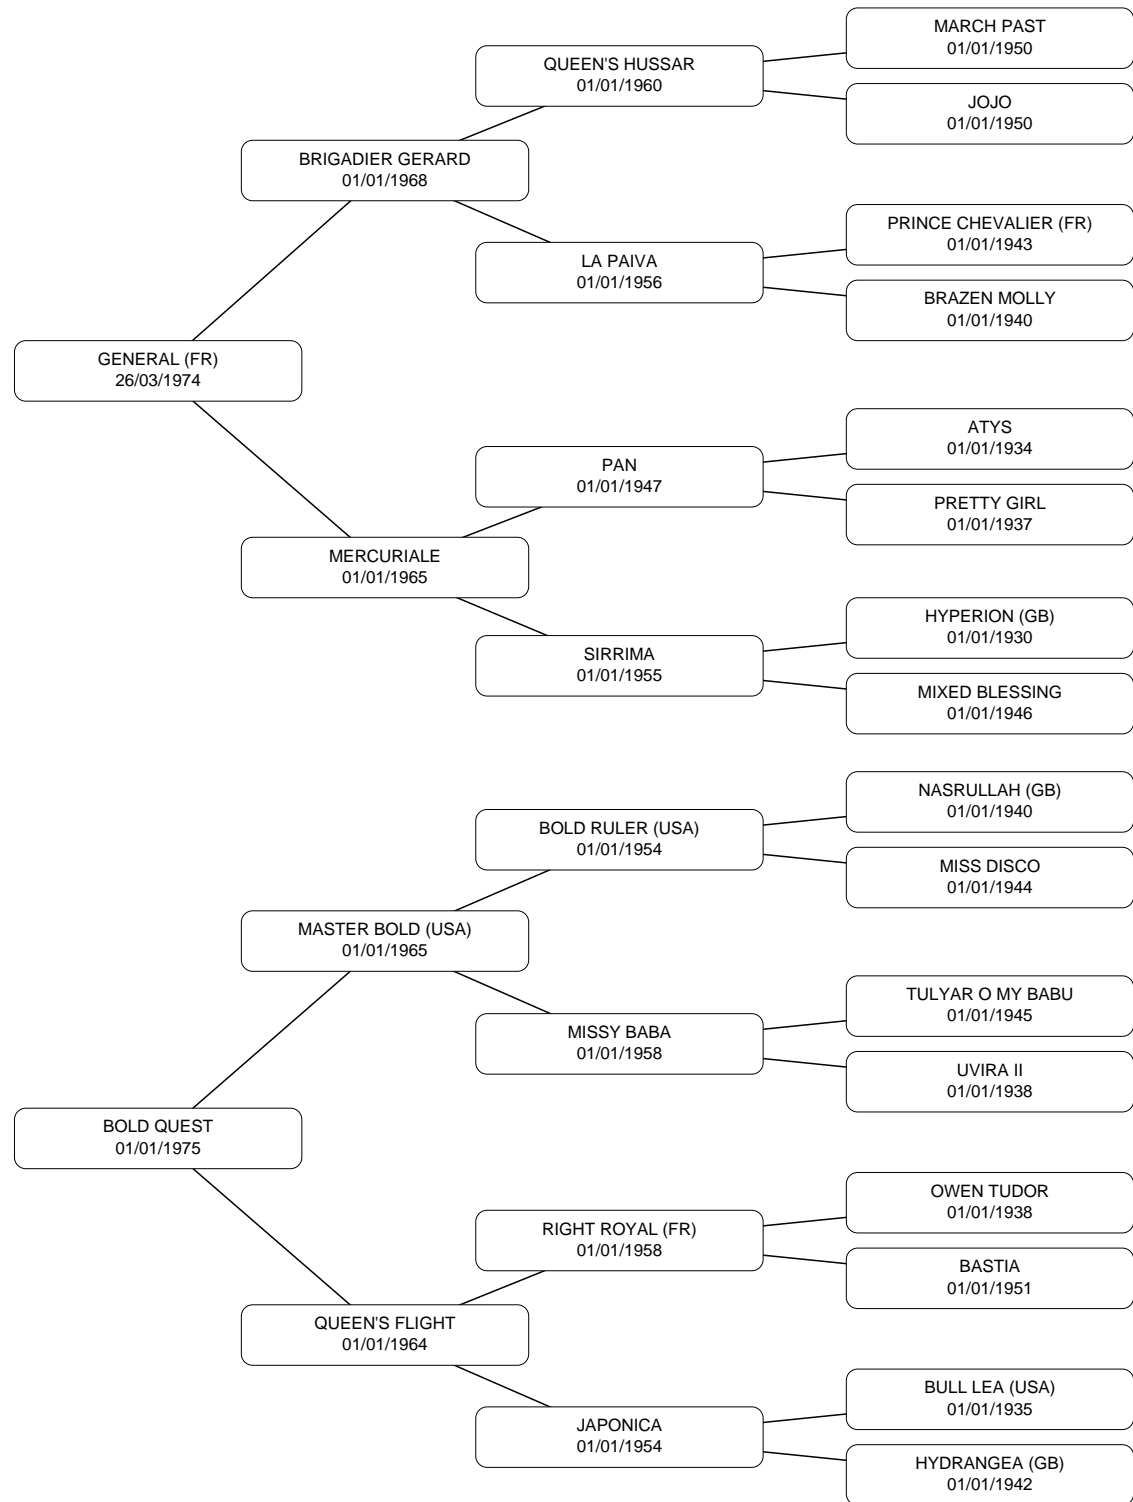 MARCH PAST
01/01/1950
QUEEN'S HUSSAR
01/01/1960
JOJO
01/01/1950
BRIGADIER GERARD
01/01/1968
PRINCE CHEVALIER (FR)
01/01/1943
LA PAIVA
01/01/1956
BRAZEN MOLLY
01/01/1940
GENERAL (FR)
26/03/1974
ATYS
01/01/1934
PAN
01/01/1947
PRETTY GIRL
01/01/1937
MERCURIALE
01/01/1965
HYPERION (GB)
01/01/1930
SIRRIMA
01/01/1955
MIXED BLESSING
01/01/1946
NASRULLAH (GB)
01/01/1940
BOLD RULER (USA)
01/01/1954
MISS DISCO
01/01/1944
MASTER BOLD (USA)
01/01/1965
TULYAR O MY BABU
01/01/1945
MISSY BABA
01/01/1958
UVIRA II
01/01/1938
BOLD QUEST
01/01/1975
OWEN TUDOR
01/01/1938
RIGHT ROYAL (FR)
01/01/1958
BASTIA
01/01/1951
QUEEN'S FLIGHT
01/01/1964
BULL LEA (USA)
01/01/1935
JAPONICA
01/01/1954
HYDRANGEA (GB)
01/01/1942